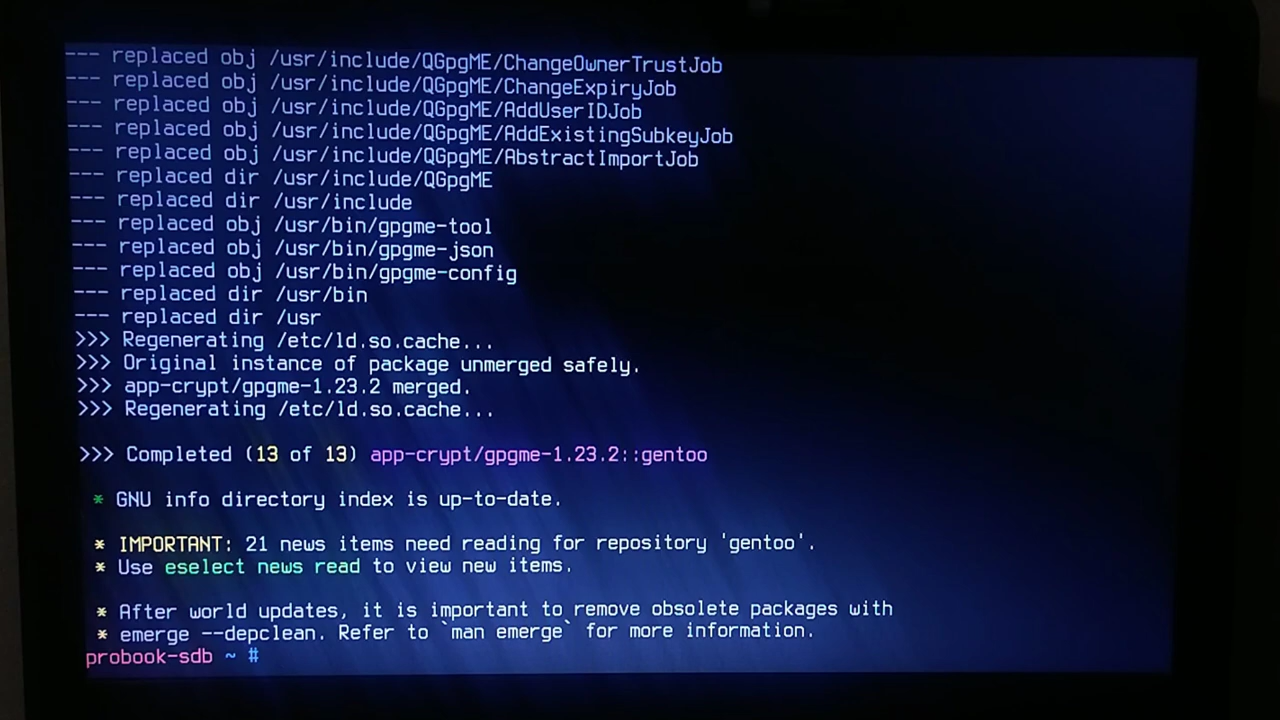 --- replaced obj /usr/include/QGpgME/ChangeOwnerTrustJob
--- replaced obj /usr/include/QGpgME/ChangeExpiryJob
--- replaced obj /usr/include/QGpgME/AddUserIDJob
--- replaced obj /usr/include/QGpgME/AddExistingSubkeyJob
--- replaced obj /usr/include/QGpgME/AbstractImportJob
--- replaced dir /usr/include/QGpgME
--- replaced dir /usr/include
--- replaced obj /usr/bin/gpgme-tool
--- replaced obj /usr/bin/gpgme-json
--- replaced obj /usr/bin/gpgme-config
--- replaced dir /usr/bin
--- replaced dir /usr
>>> Regenerating /etc/ld.so.cache...
>>> Original instance of package unmerged safely.
>>> app-crypt/gpgme-1.23.2 merged.
>>> Regenerating /etc/ld.so.cache...
>>> Completed (13 of 13) app-crypt/gpgme-1.23.2::gentoo
* GNU info directory index is up-to-date.
* IMPORTANT: 21 news items need reading for repository 'gentoo'.
* Use eselect news read to view new items.
* After world updates, it is important to remove obsolete packages with
* emerge --depclean. Refer to `man emerge` for more information.
probook-sdb ~ #